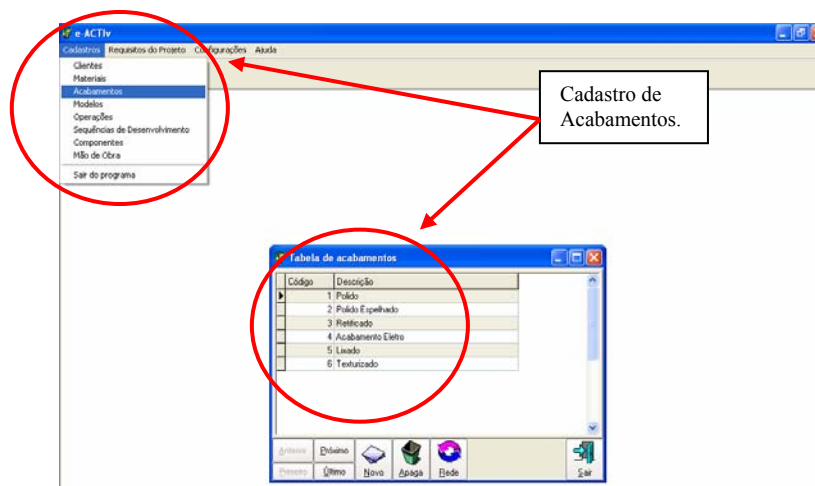 e-ACTIv
Cadastros Requisitos do Projeto Configurações Ajuda
Clientes
Materiais
Acabamentos
Modelos
Operações
Sequências de Desenvolvimento
Componentes
Mão de Obra
Sair do programa
Cadastro de
Acabamentos.
Tabela de acabamentos
Código Descrição
1 Polido
2 Polido Espelhado
3 Retificado
4 Acabamento Eletro
5 Lixado
6 Texturizado
Anterior Próximo
Primeiro Último Novo Apaga Rede Sair